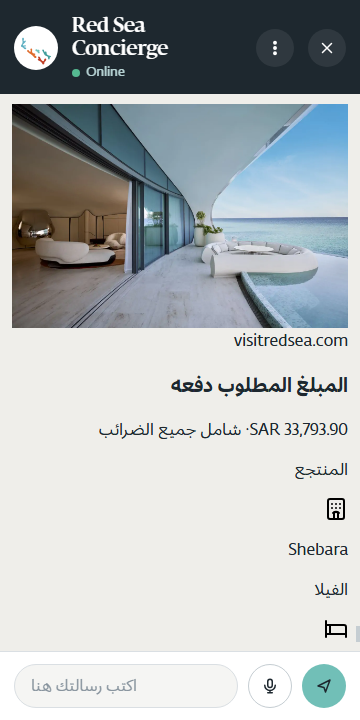 Red Sea
Concierge
Online
visitredsea.com
المبلغ المطلوب دفعه
SAR 33,793.90· شامل جميع الضرائب
المنتجع
Shebara
الفيلا
اكتب رسالتك هنا